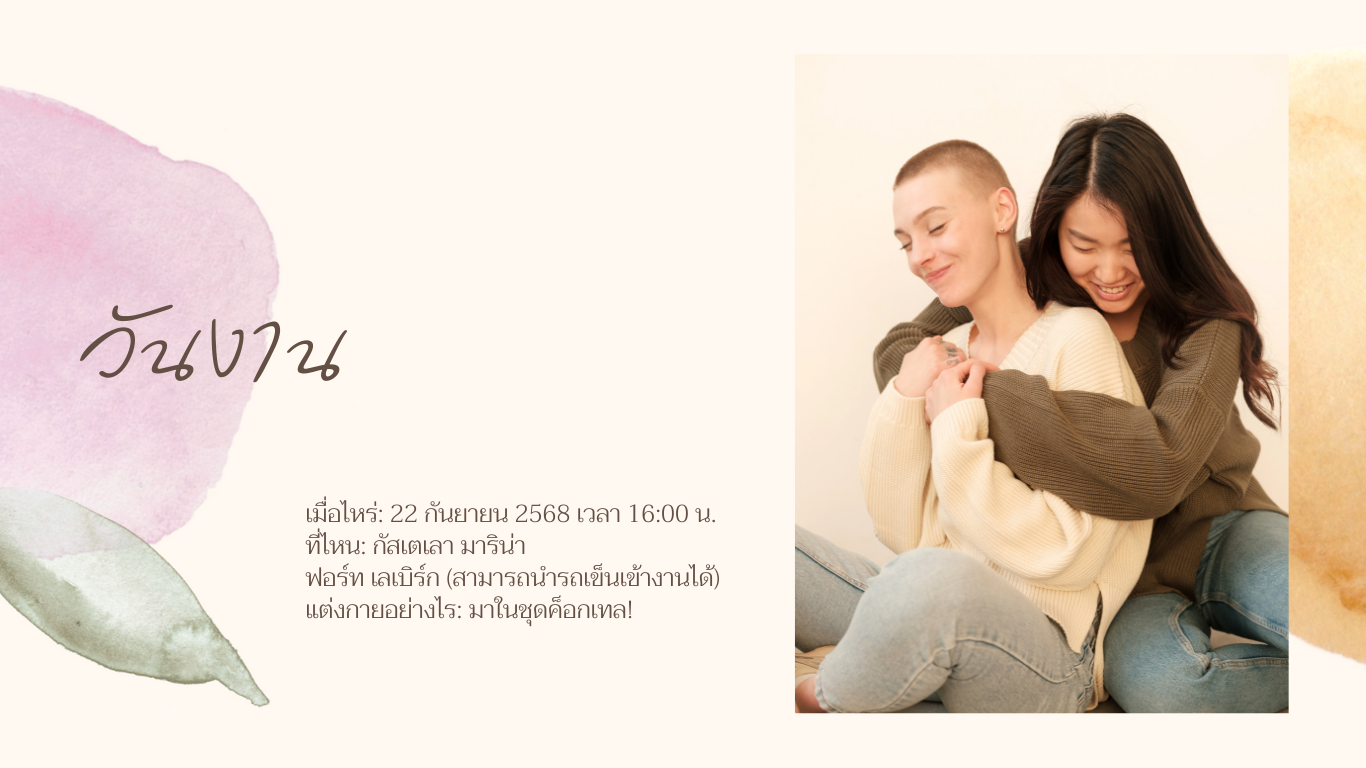 วันงาน
เมื่อไหร่: 22 กันยายน 2568 เวลา 16:00 น.
ที่ไหน: กัสเตเลา มาริน่า
ฟอร์ท เลเบิร์ก (สามารถนำรถเข็นเข้างานได้)
แต่งกายอย่างไร: มาในชุดค็อกเทล!